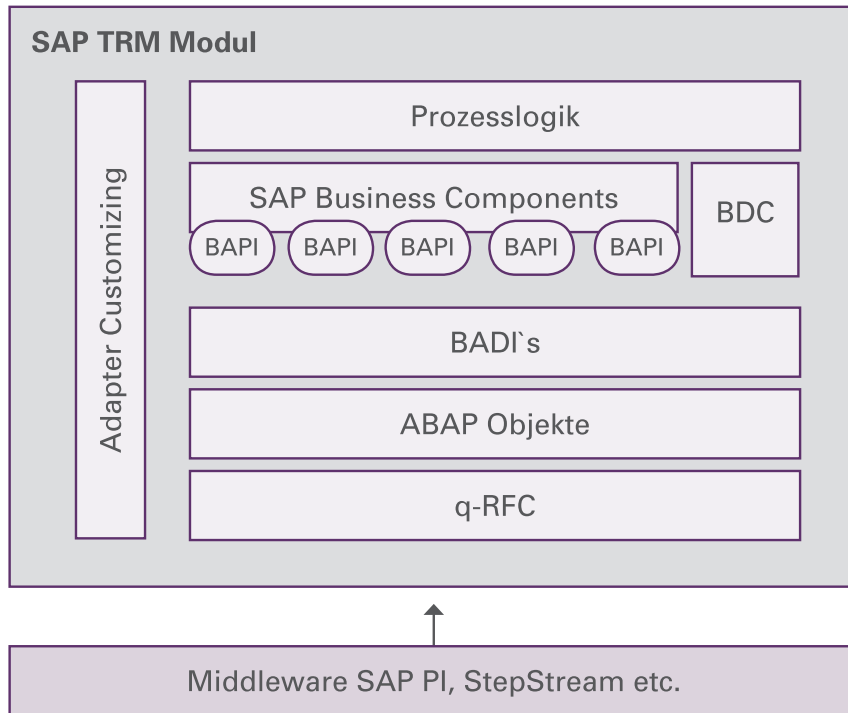 SAP TRM Modul
Adapter Customizing
Prozesslogik
SAP Business Components
BDC
BAPI BAPI BAPI BAPI BAPI
BADI`s
ABAP Objekte
q-RFC
Middleware SAP PI, StepStream etc.